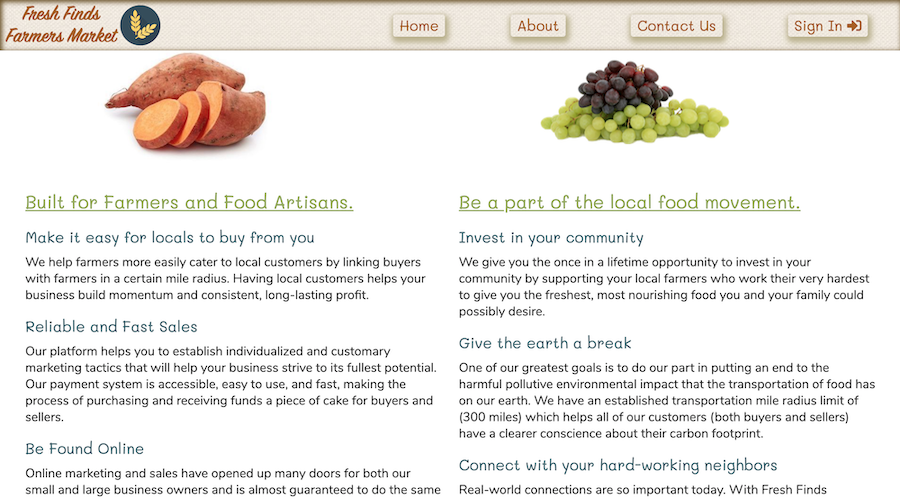 Fresh Finds
Farmers Market
Home
About
Contact Us
Sign In
Built for Farmers and Food Artisans.
Make it easy for locals to buy from you
We help farmers more easily cater to local customers by linking buyers
with farmers in a certain mile radius. Having local customers helps your
business build momentum and consistent, long-lasting profit.
Reliable and Fast Sales
Our platform helps you to establish individualized and customary
marketing tactics that will help your business strive to its fullest potential.
Our payment system is accessible, easy to use, and fast, making the
process of purchasing and receiving funds a piece of cake for buyers and
sellers.
Be Found Online
Online marketing and sales have opened up many doors for both our
small and large business owners and is almost guaranteed to do the same
Be a part of the local food movement.
Invest in your community
We give you the once in a lifetime opportunity to invest in your
community by supporting your local farmers who work their very hardest
to give you the freshest, most nourishing food you and your family could
possibly desire.
Give the earth a break
One of our greatest goals is to do our part in putting an end to the
harmful pollutive environmental impact that the transportation of food has
on our earth. We have an established transportation mile radius limit of
(300 miles) which helps all of our customers (both buyers and sellers)
have a clearer conscience about their carbon footprint.
Connect with your hard-working neighbors
Real-world connections are so important today. With Fresh Finds